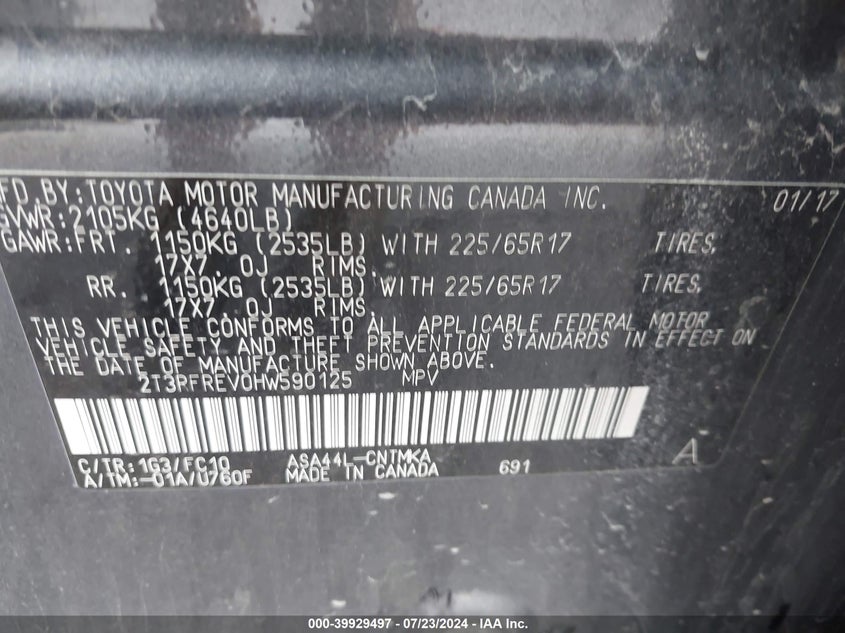 FD.BY:TOYOTA MOTOR MANUFACTURING CANADA INC. 01/17
GVWR:2105KG (4640LB)
GAWR:FRT. 1150KG (2535LB) WITH 225/65R17 TIRES,
17X7.0J RIMS.
RR. 1150KG (2535LB) WITH 225/65R17 TIRES,
17X7.0J RIMS.
THIS VEHICLE CONFORMS TO ALL APPLICABLE FEDERAL MOTOR
VEHICLE SAFETY AND THEFT PREVENTION STANDARDS IN EFFECT ON
THE DATE OF MANUFACTURE SHOWN ABOVE.
2T3RFREV0HW590125 MPV
C/TR:1G3/FC10 ASA44L-CNTMKA 691 A
A/TM:-01A/U760F MADE IN CANADA
000-39929497 - 07/23/2024 - IAA Inc.